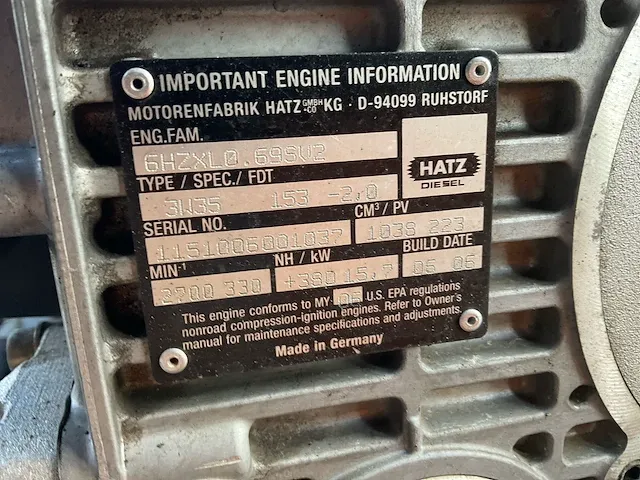 IMPORTANT ENGINE INFORMATION
MOTORENFABRIK HATZ GMBH +CO KG · D-94099 RUHSTORF
ENG.FAM.
6HZXL0.69SV2
TYPE / SPEC./ FDT
3W35 153 -2,0
HATZ
DIESEL
SERIAL NO.
CM³ / PV
1151006001037
1038 223
MIN⁻¹
NH / kW
BUILD DATE
2700 330
+380 15,7
06 06
This engine conforms to MY 06 U.S. EPA regulations
nonroad compression-ignition engines. Refer to Owner's
manual for maintenance specifications and adjustments.
Made in Germany